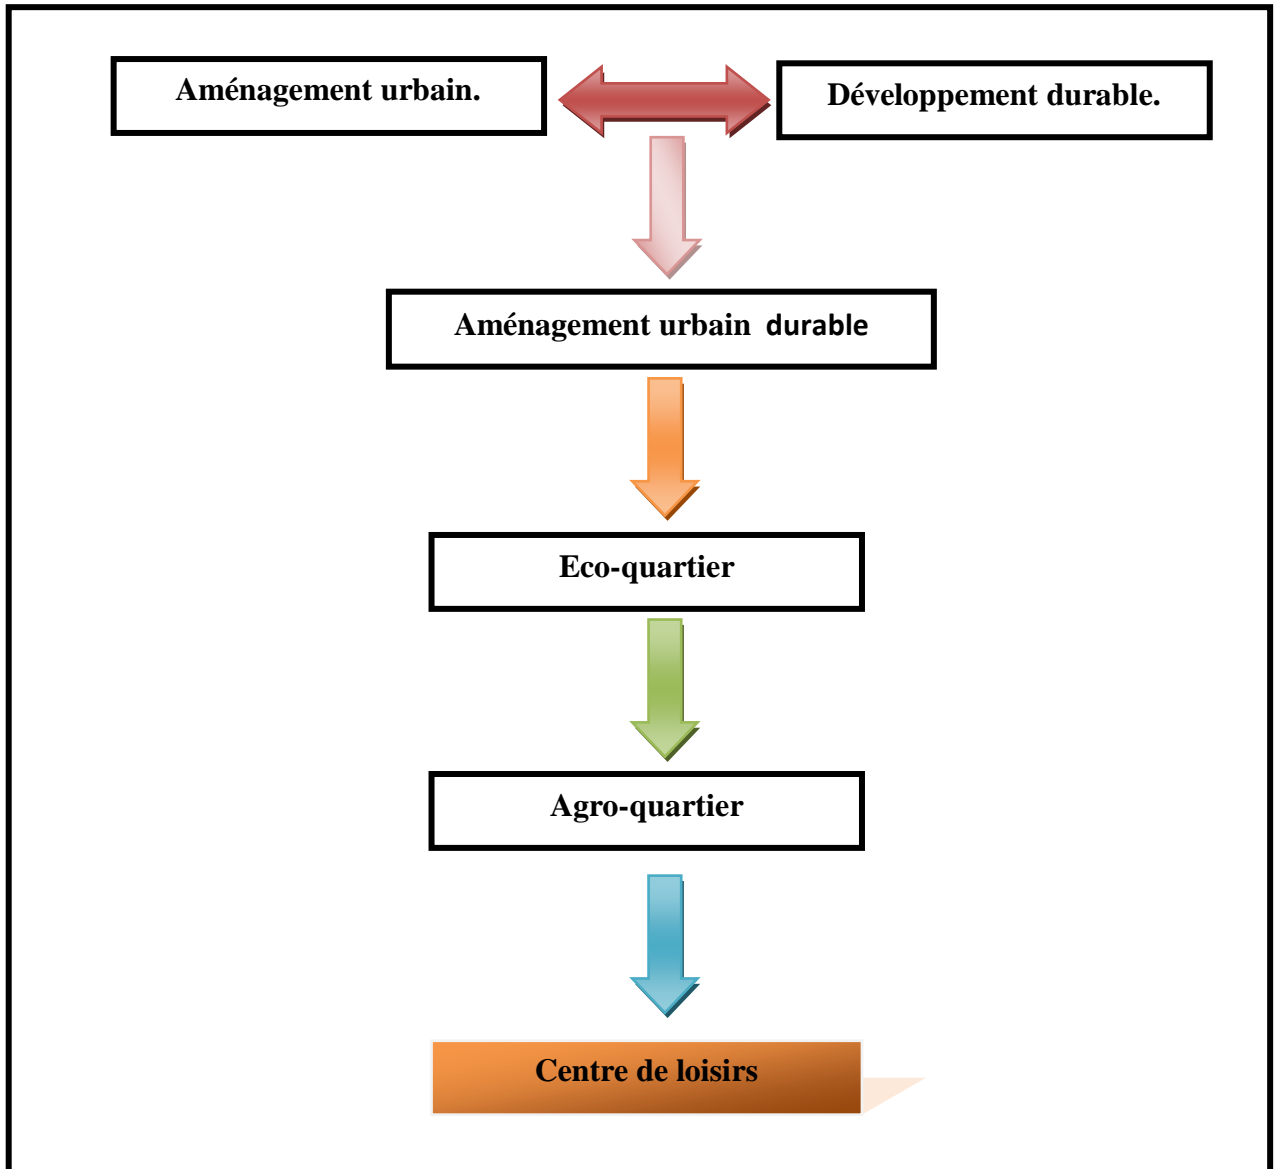 Aménagement urbain.
Développement durable.
Aménagement urbain durable
Eco-quartier
Agro-quartier
Centre de loisirs